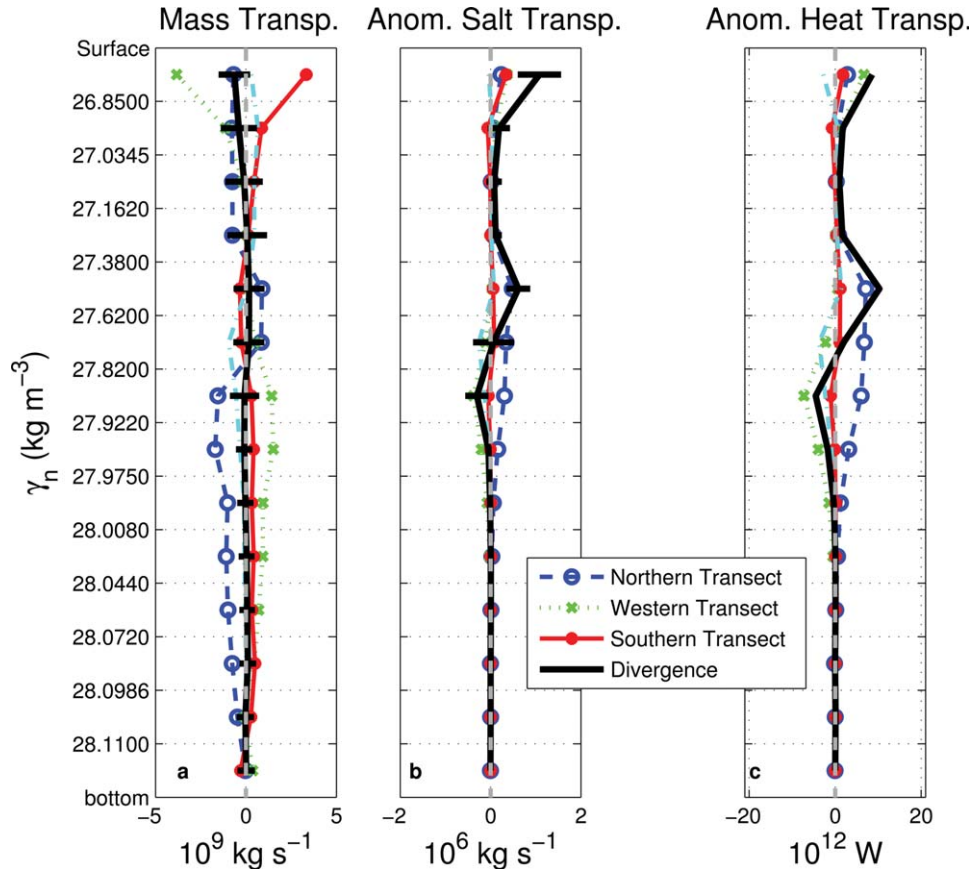 Mass Transp.
Anom. Salt Transp.
Anom. Heat Transp.
Surface
26.8500
27.0345
27.1620
27.3800
27.6200
27.8200
27.9220
27.9750
28.0080
28.0440
28.0720
28.0986
28.1100
bottom
γn (kg m−3)
Northern Transect
Western Transect
Southern Transect
Divergence
a
b
c
−5
0
5
−2
0
2
−20
0
20
10⁹ kg s⁻¹
10⁶ kg s⁻¹
10¹² W